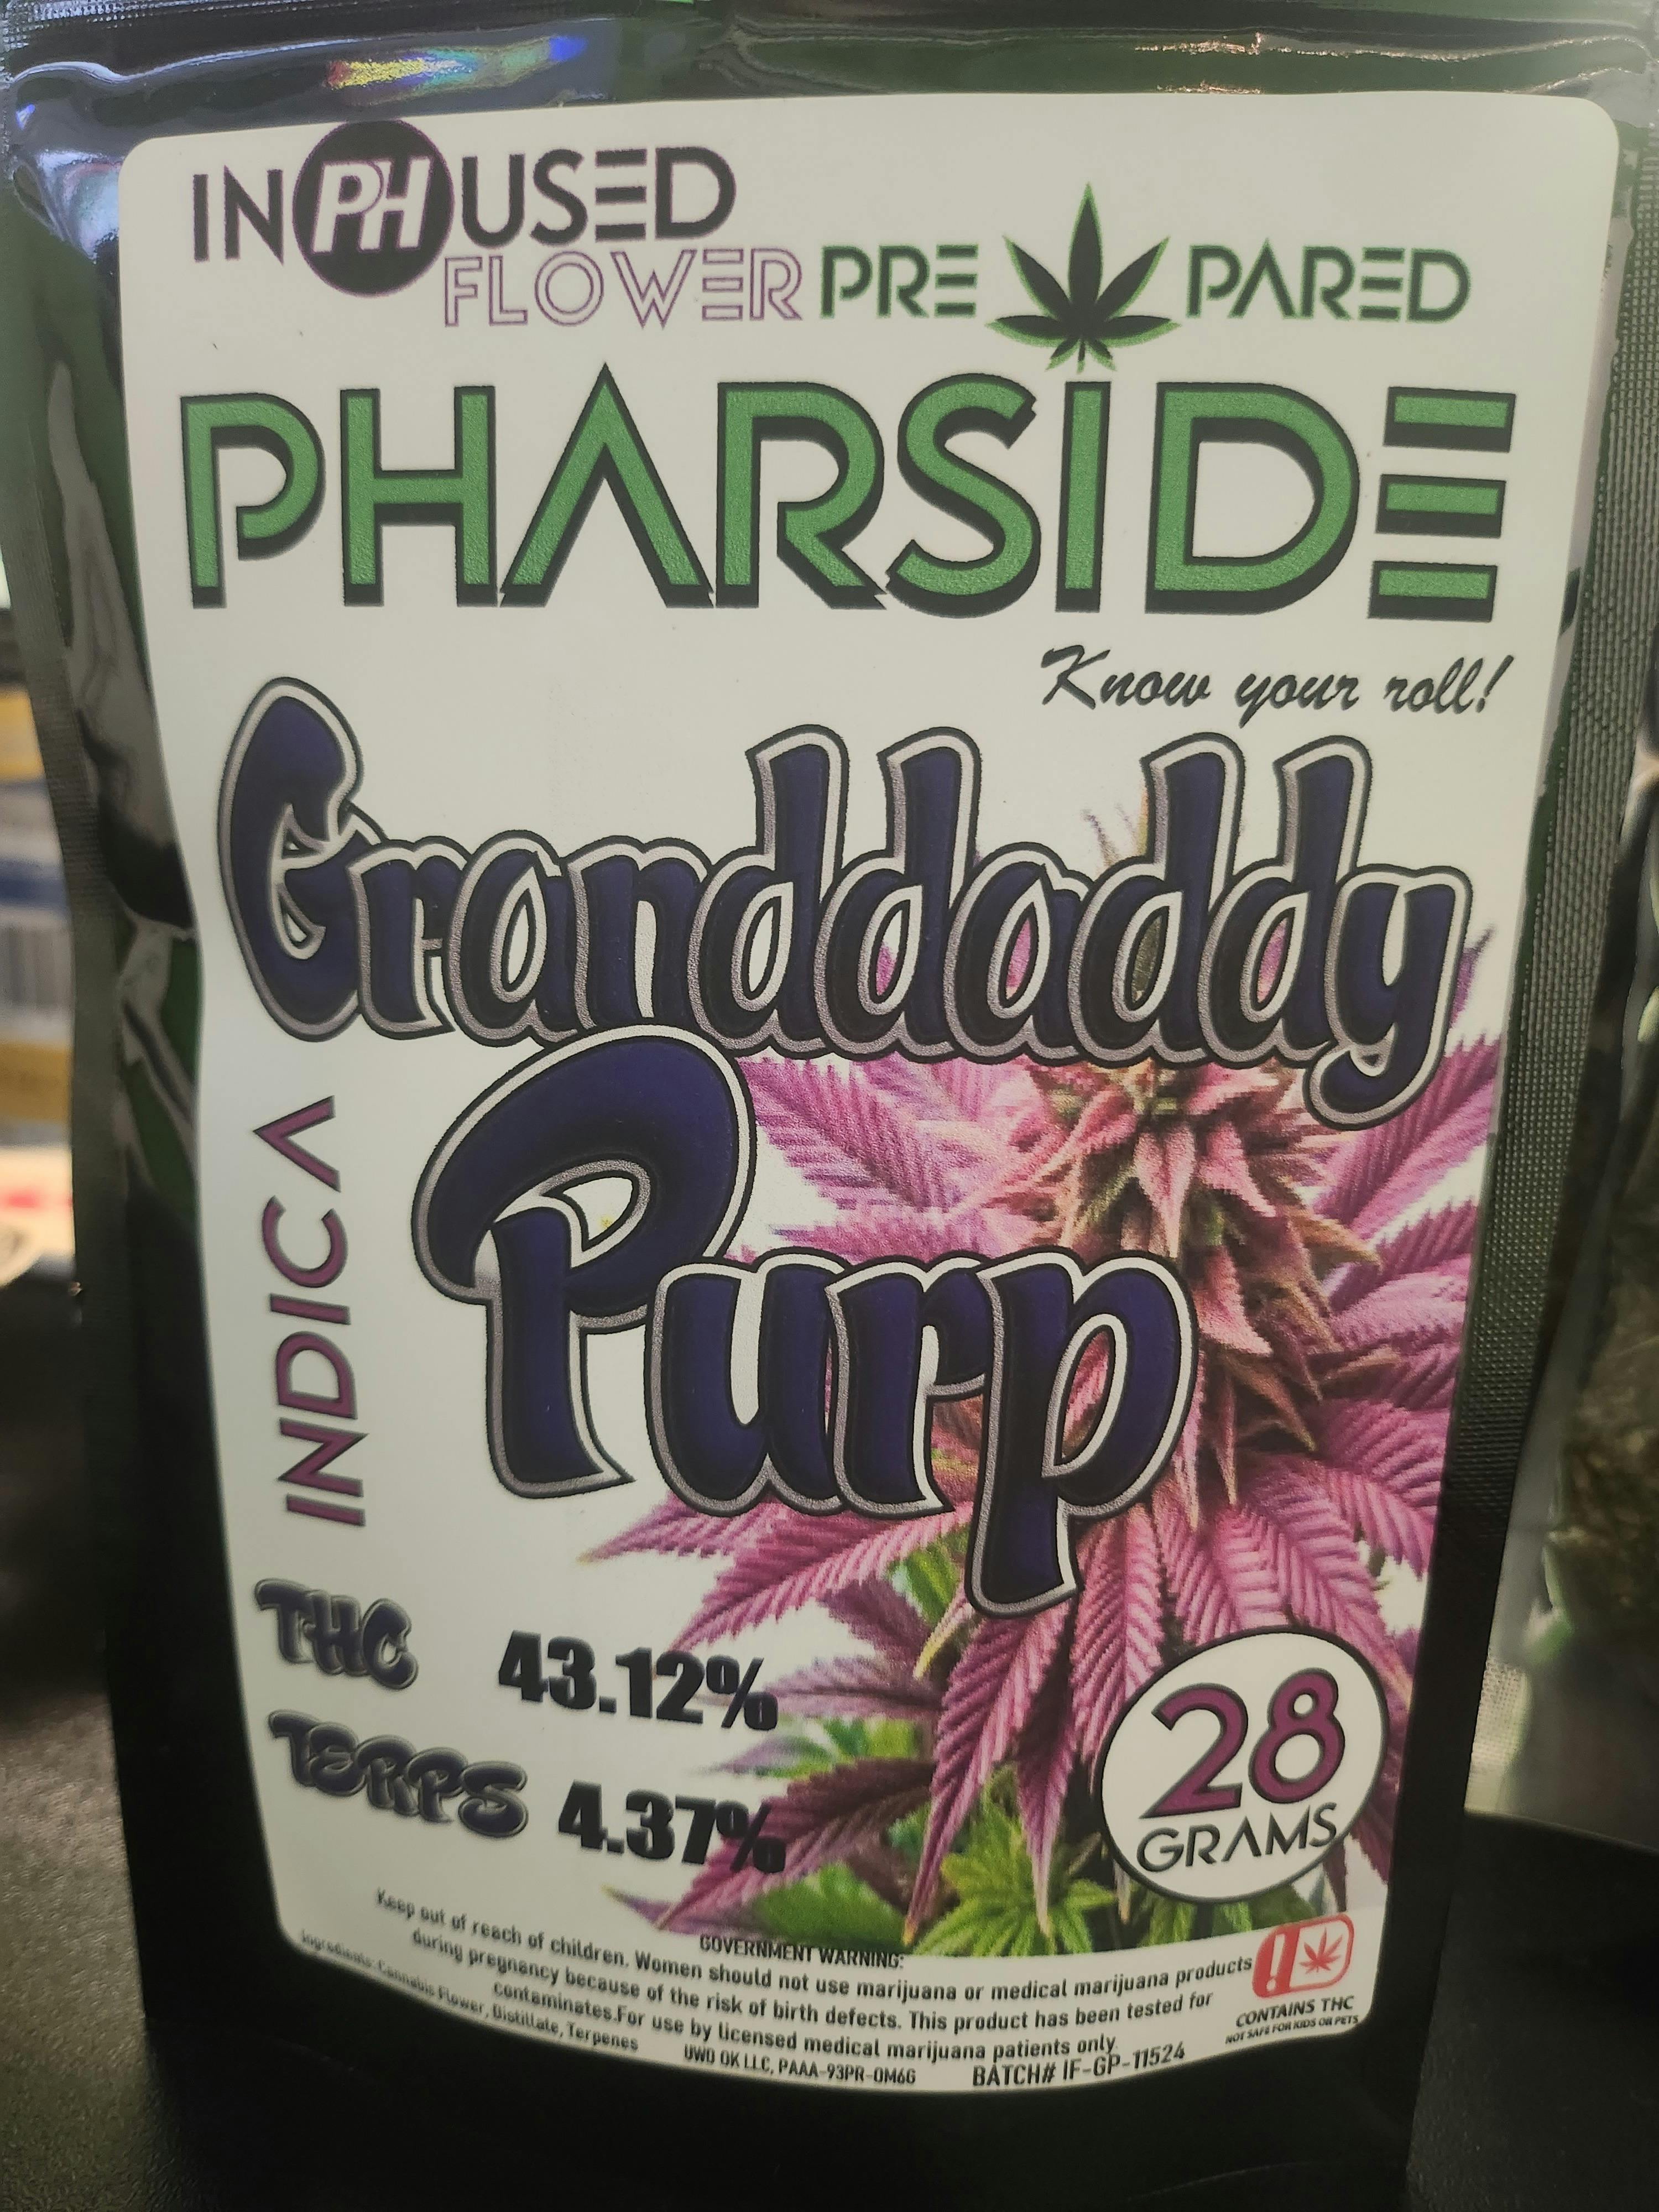 INPHUSED
FLOWER PRE PARED
PHARSIDE
Know your roll!
Granddaddy
Purp
INDICA
THC 43.12%
TERPS 4.37%
28
GRAMS
GOVERNMENT WARNING:
Keep out of reach of children. Women should not use marijuana or medical marijuana products
during pregnancy because of the risk of birth defects. This product has been tested for
contaminates.For use by licensed medical marijuana patients only
Ingredients: Cannabis Flower, Distillate, Terpenes
UWD OK LLC, PAAA-93PR-0M6G
BATCH# IF-GP-11524
!
CONTAINS THC
NOT SAFE FOR KIDS OR PETS